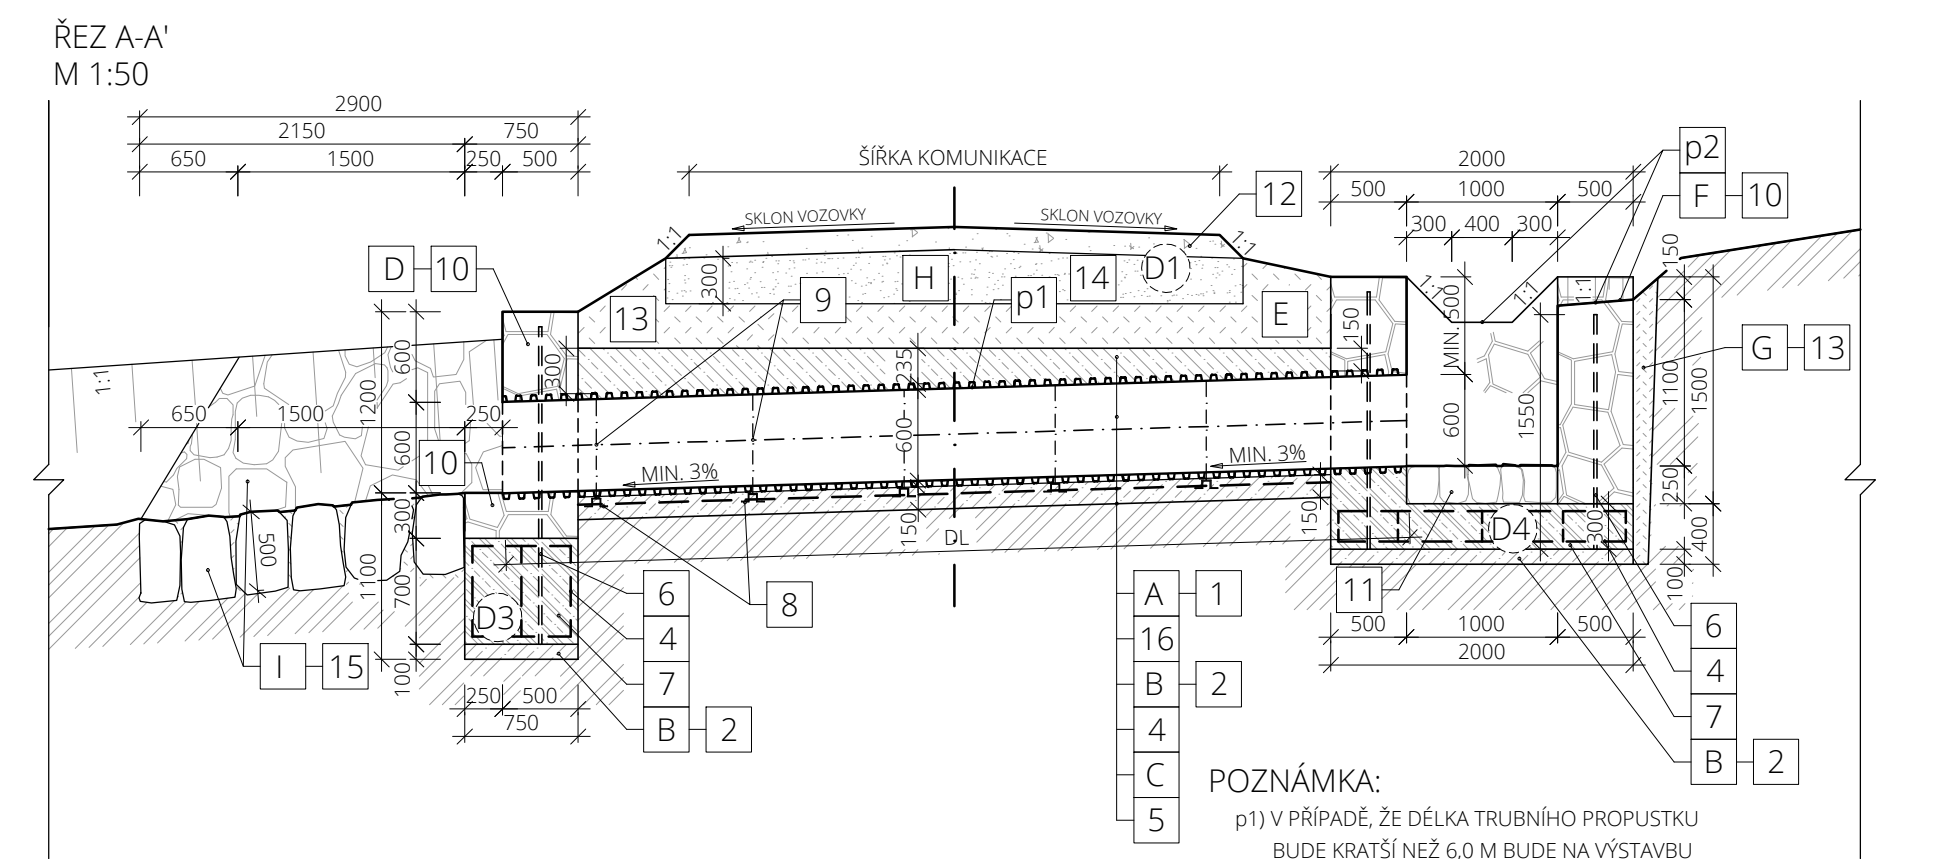 ŘEZ A-A'
M 1:50
2900
2150
750
650
1500
250
500
ŠÍŘKA KOMUNIKACE
2000
500
1000
500
300
400
300
p2
F
10
12
SKLON VOZOVKY
SKLON VOZOVKY
1:1
1:1
D
10
9
H
14
D1
p1
13
E
300
1:1
1:1
1:1
MIN. 500
150
150
1:1
600
1200
300
235
G
13
1100
1500
650
1500
250
600
600
600
1550
10
MIN. 3%
MIN. 3%
250
300
500
150
150
DL
D4
300
400
100
1100
700
100
D3
6
4
7
B
2
8
11
A
1
16
B
2
4
C
5
I
15
250
500
750
500
1000
500
2000
6
4
7
B
2
POZNÁMKA:
p1) V PŘÍPADĚ, ŽE DÉLKA TRUBNÍHO PROPUSTKU
BUDE KRATŠÍ NEŽ 6,0 M BUDE NA VÝSTAVBU